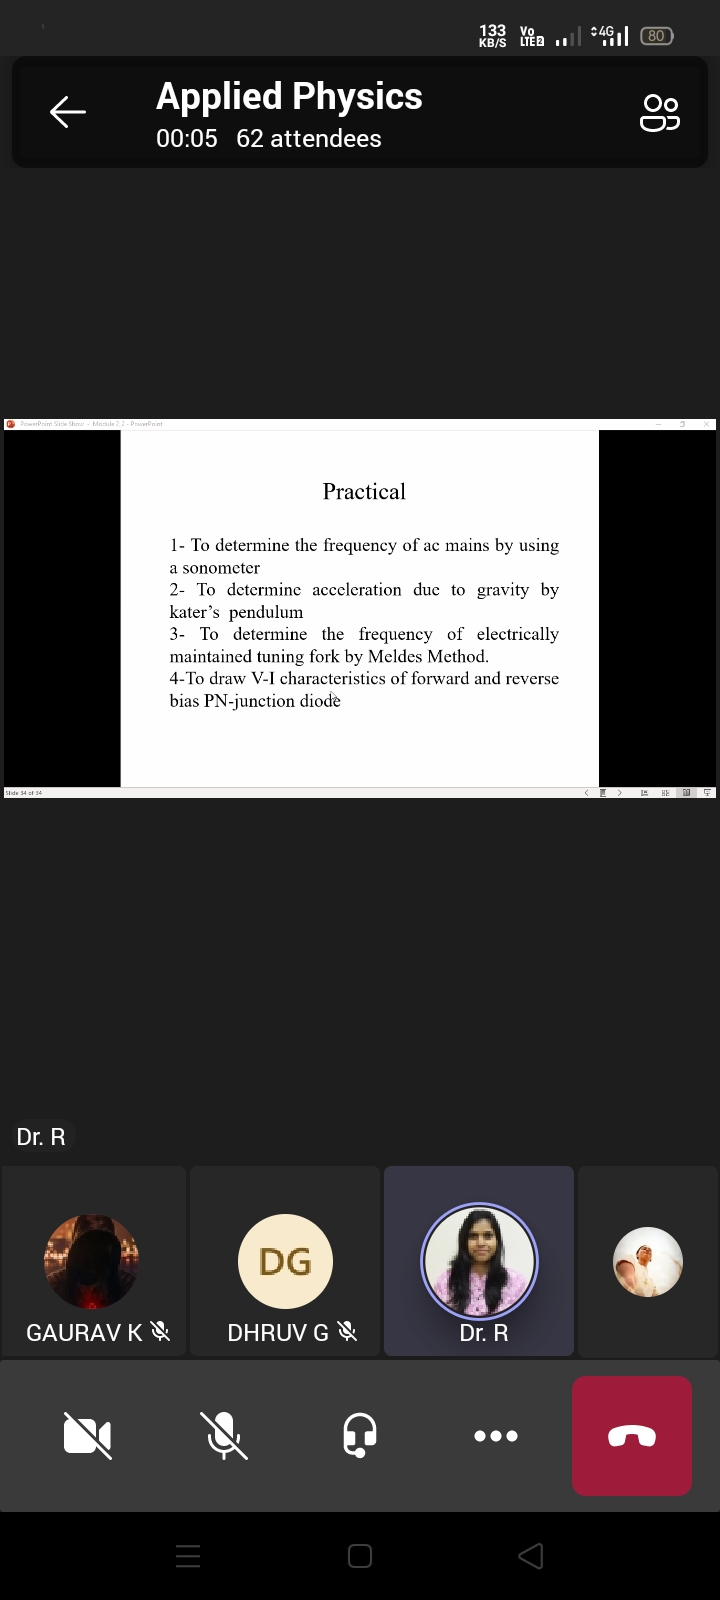 133 KB/S Vo LTE2 4G 80
Applied Physics
00:05 62 attendees
PowerPoint Slide Show - Module 2.2 - PowerPoint
Practical
1- To determine the frequency of ac mains by using
a sonometer
2- To determine acceleration due to gravity by
kater’s pendulum
3- To determine the frequency of electrically
maintained tuning fork by Meldes Method.
4-To draw V-I characteristics of forward and reverse
bias PN-junction diode
Slide 34 of 34
Dr. R
DG
GAURAV K
DHRUV G
Dr. R